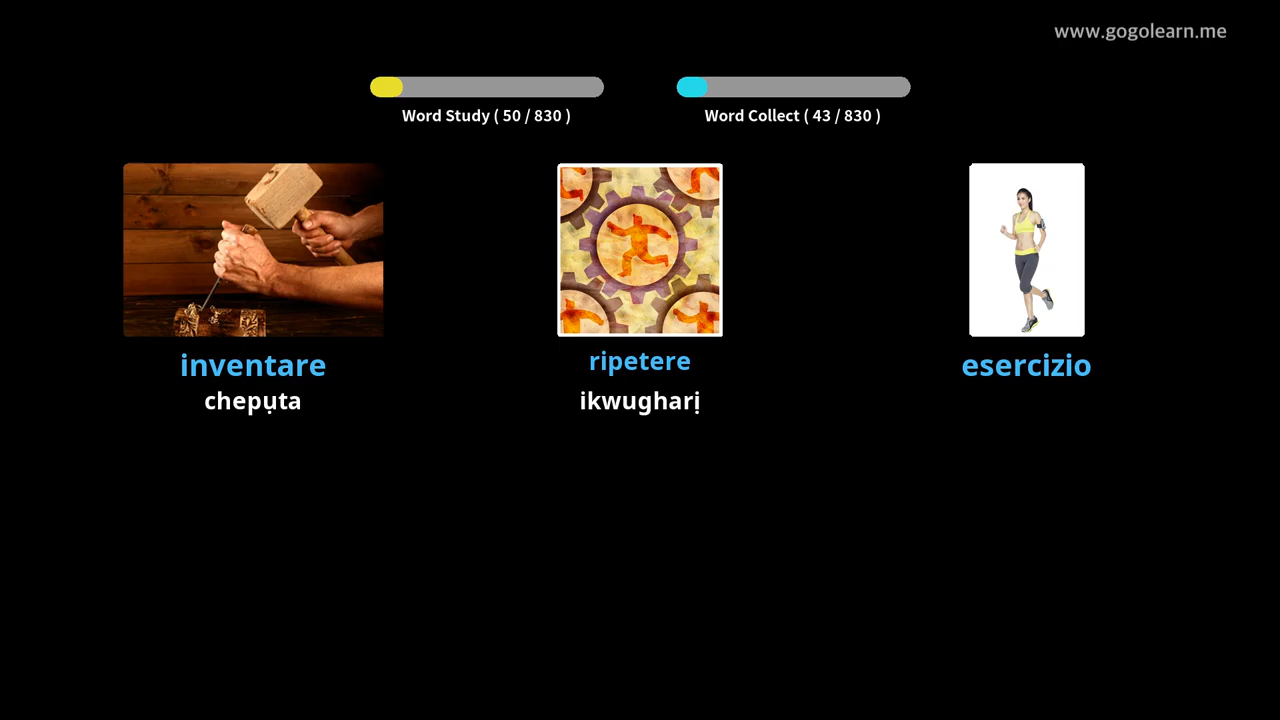 www.gogolearn.me
Word Study ( 50 / 830 )
Word Collect ( 43 / 830 )
inventare
chepụta
ripetere
ikwugharị
esercizio